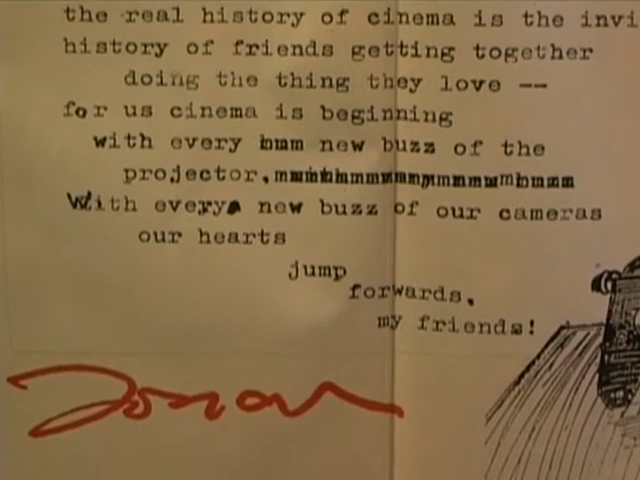 the real history of cinema is the invi
history of friends getting together
doing the thing they love --
for us cinema is beginning
with every new buzz of the
projector,
With every new buzz of our cameras
our hearts
jump
forwards,
my friends!
Jonas